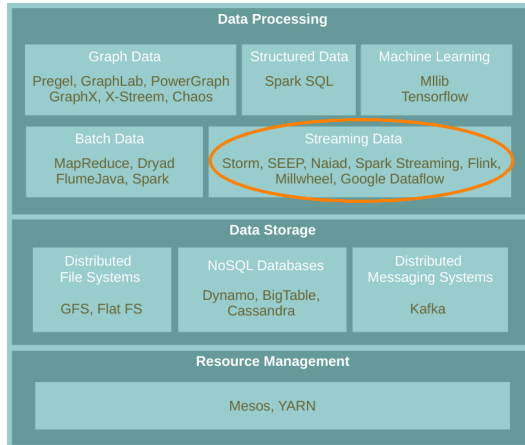 Data Processing
Graph Data
Pregel, GraphLab, PowerGraph
GraphX, X-Streem, Chaos
Structured Data
Spark SQL
Machine Learning
Mllib
Tensorflow
Batch Data
MapReduce, Dryad
FlumeJava, Spark
Streaming Data
Storm, SEEP, Naiad, Spark Streaming, Flink,
Millwheel, Google Dataflow
Data Storage
Distributed
File Systems
GFS, Flat FS
NoSQL Databases
Dynamo, BigTable,
Cassandra
Distributed
Messaging Systems
Kafka
Resource Management
Mesos, YARN